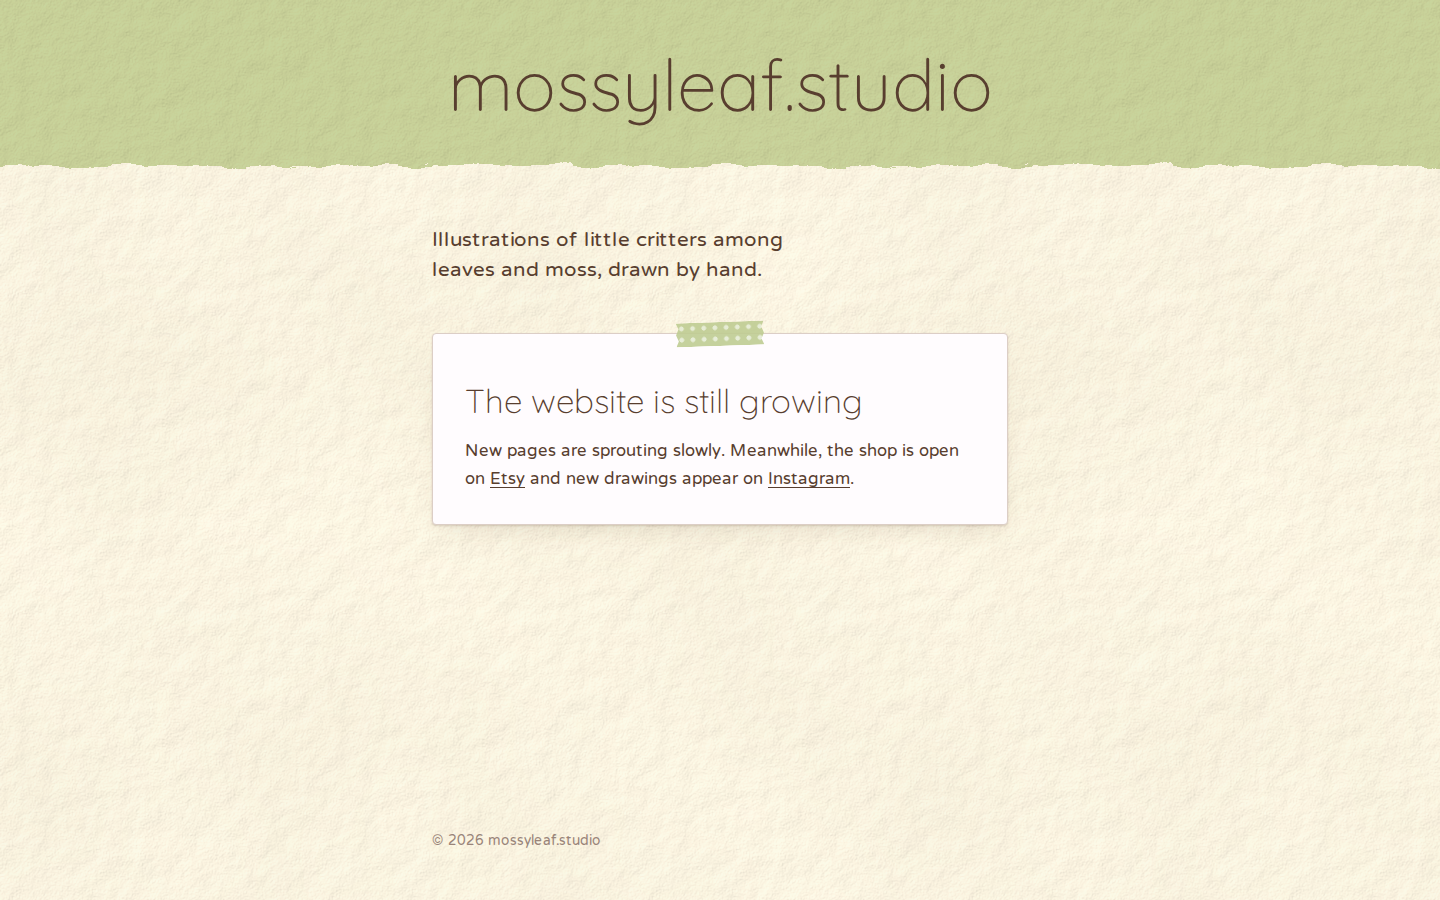 mossyleaf.studio
Illustrations of little critters among
leaves and moss, drawn by hand.
The website is still growing
New pages are sprouting slowly. Meanwhile, the shop is open
on Etsy and new drawings appear on Instagram.
© 2026 mossyleaf.studio